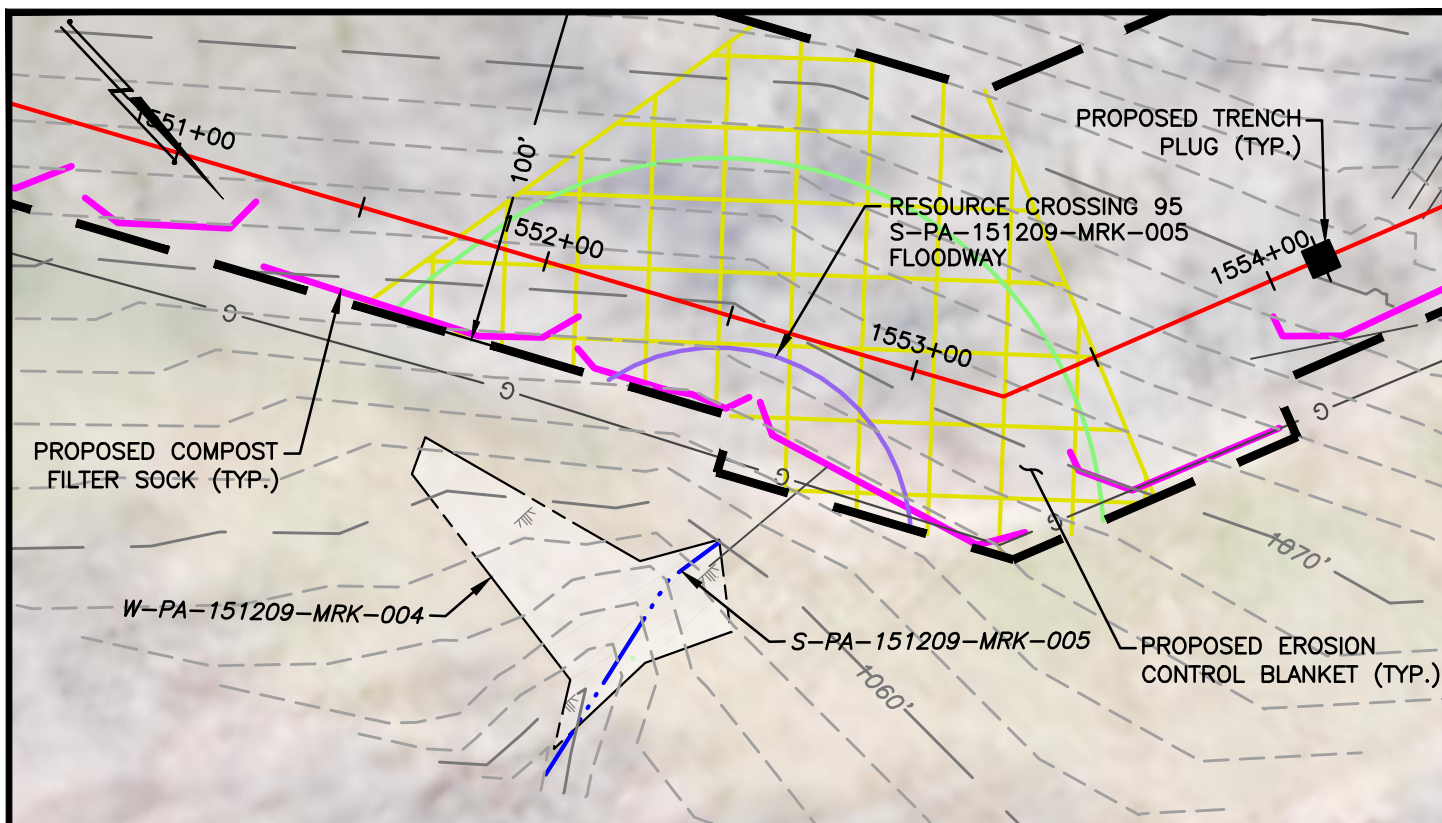 1551+00
100'
1552+00
RESOURCE CROSSING 95
S-PA-151209-MRK-005
FLOODWAY
PROPOSED TRENCH
PLUG (TYP.)
1554+00
1553+00
G
G
G
G
G
PROPOSED COMPOST
FILTER SOCK (TYP.)
W-PA-151209-MRK-004
S-PA-151209-MRK-005
PROPOSED EROSION
CONTROL BLANKET (TYP.)
1070'
1060'